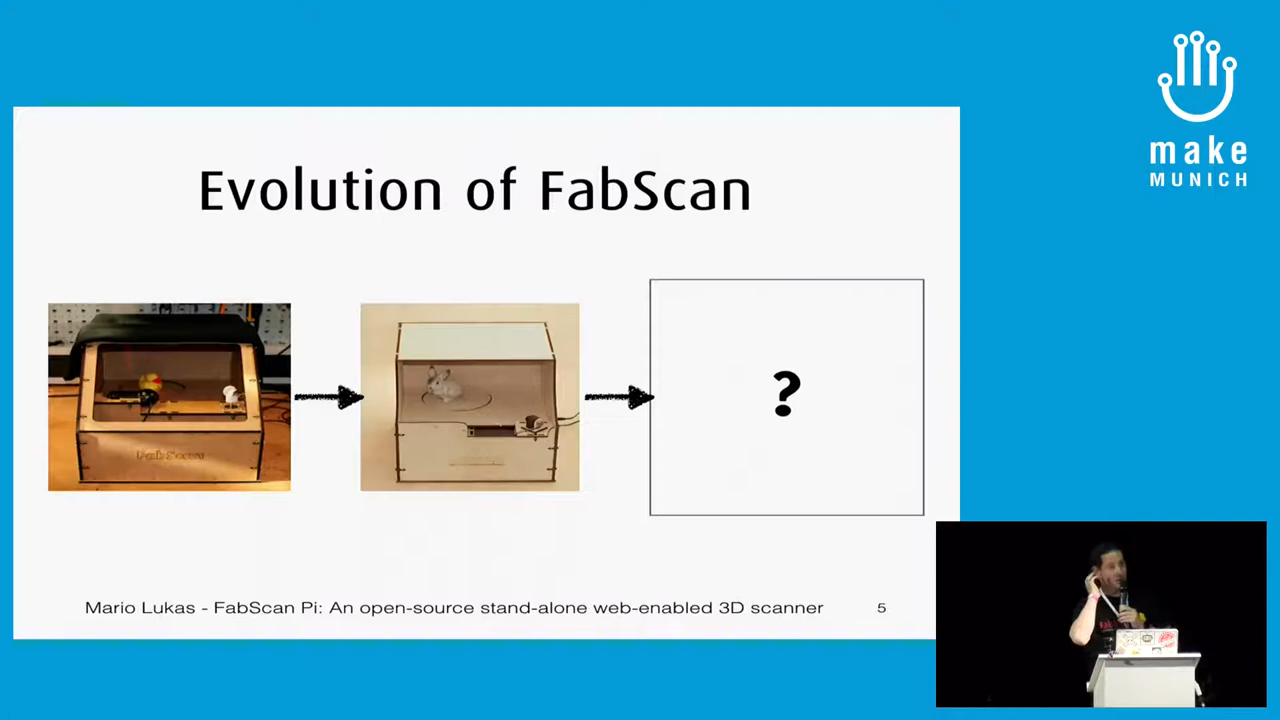 make
MUNICH
Evolution of FabScan
FabScan
?
Mario Lukas - FabScan Pi: An open-source stand-alone web-enabled 3D scanner
5